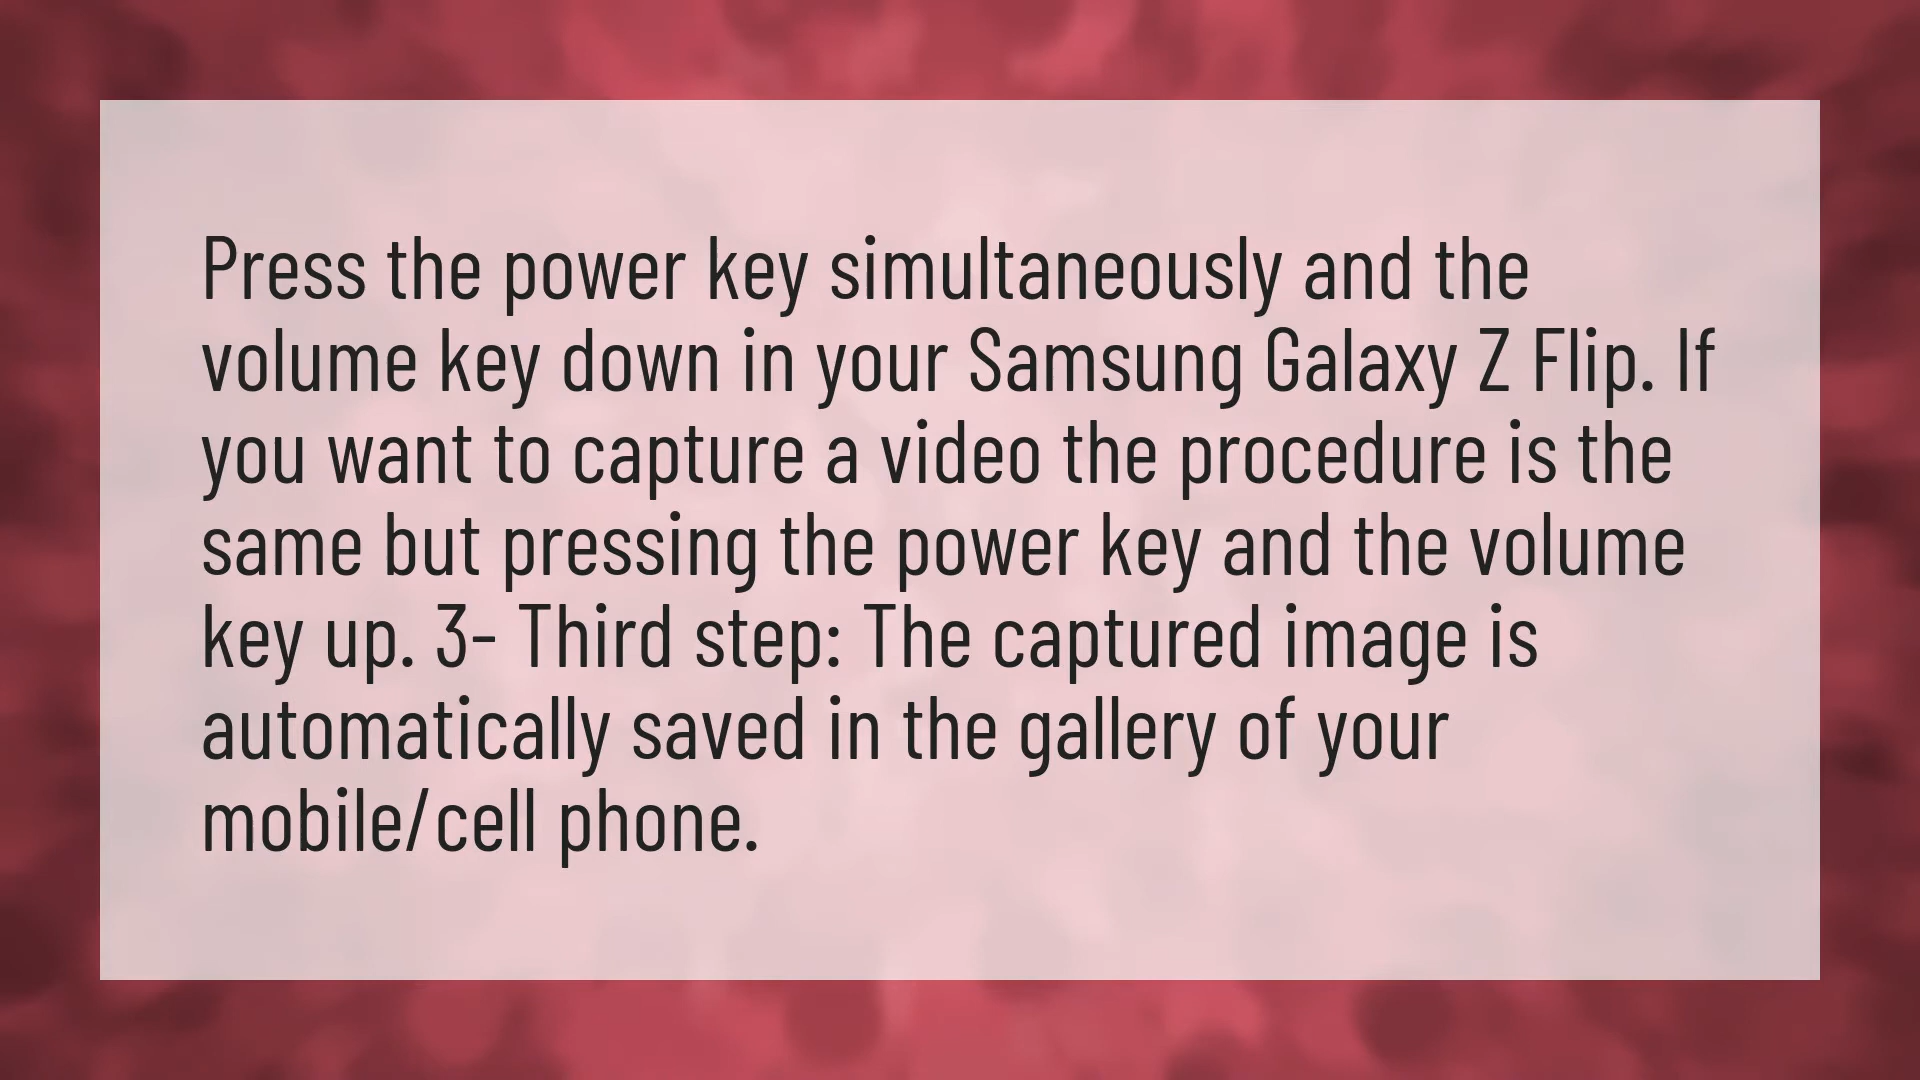 Press the power key simultaneously and the
volume key down in your Samsung Galaxy Z Flip. If
you want to capture a video the procedure is the
same but pressing the power key and the volume
key up. 3- Third step: The captured image is
automatically saved in the gallery of your
mobile/cell phone.